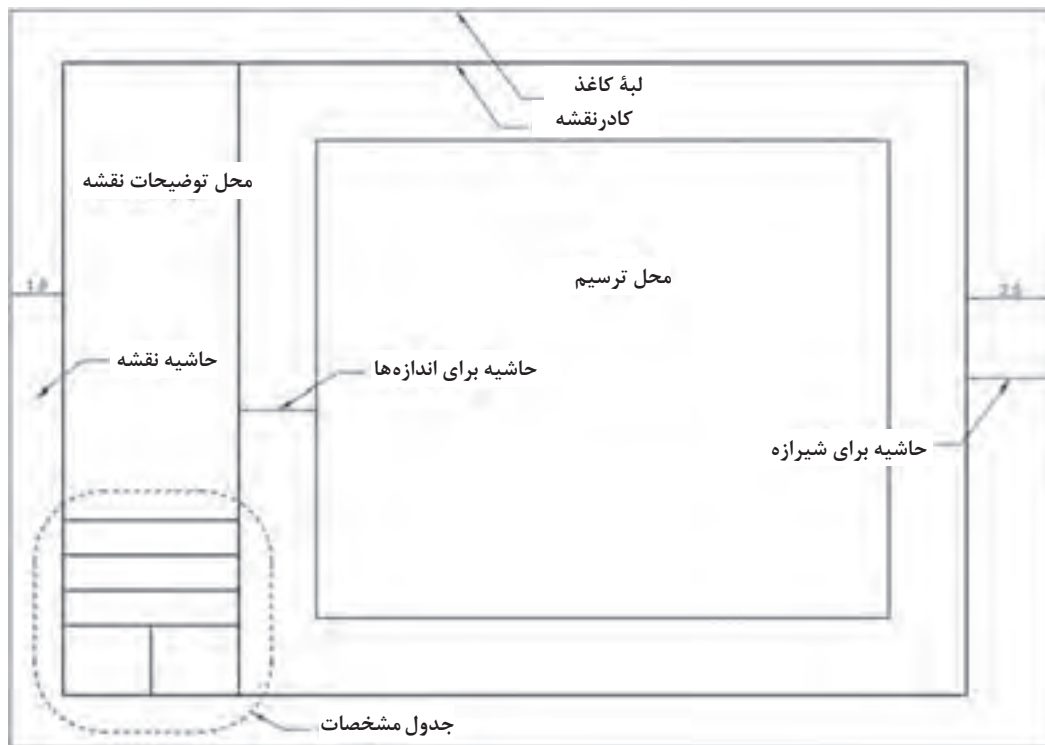 لبهٔ کاغذ
کادرنقشه
محل توضیحات نقشه
محل ترسیم
حاشیه نقشه
حاشیه برای اندازه‌ها
حاشیه برای شیرازه
جدول مشخصات